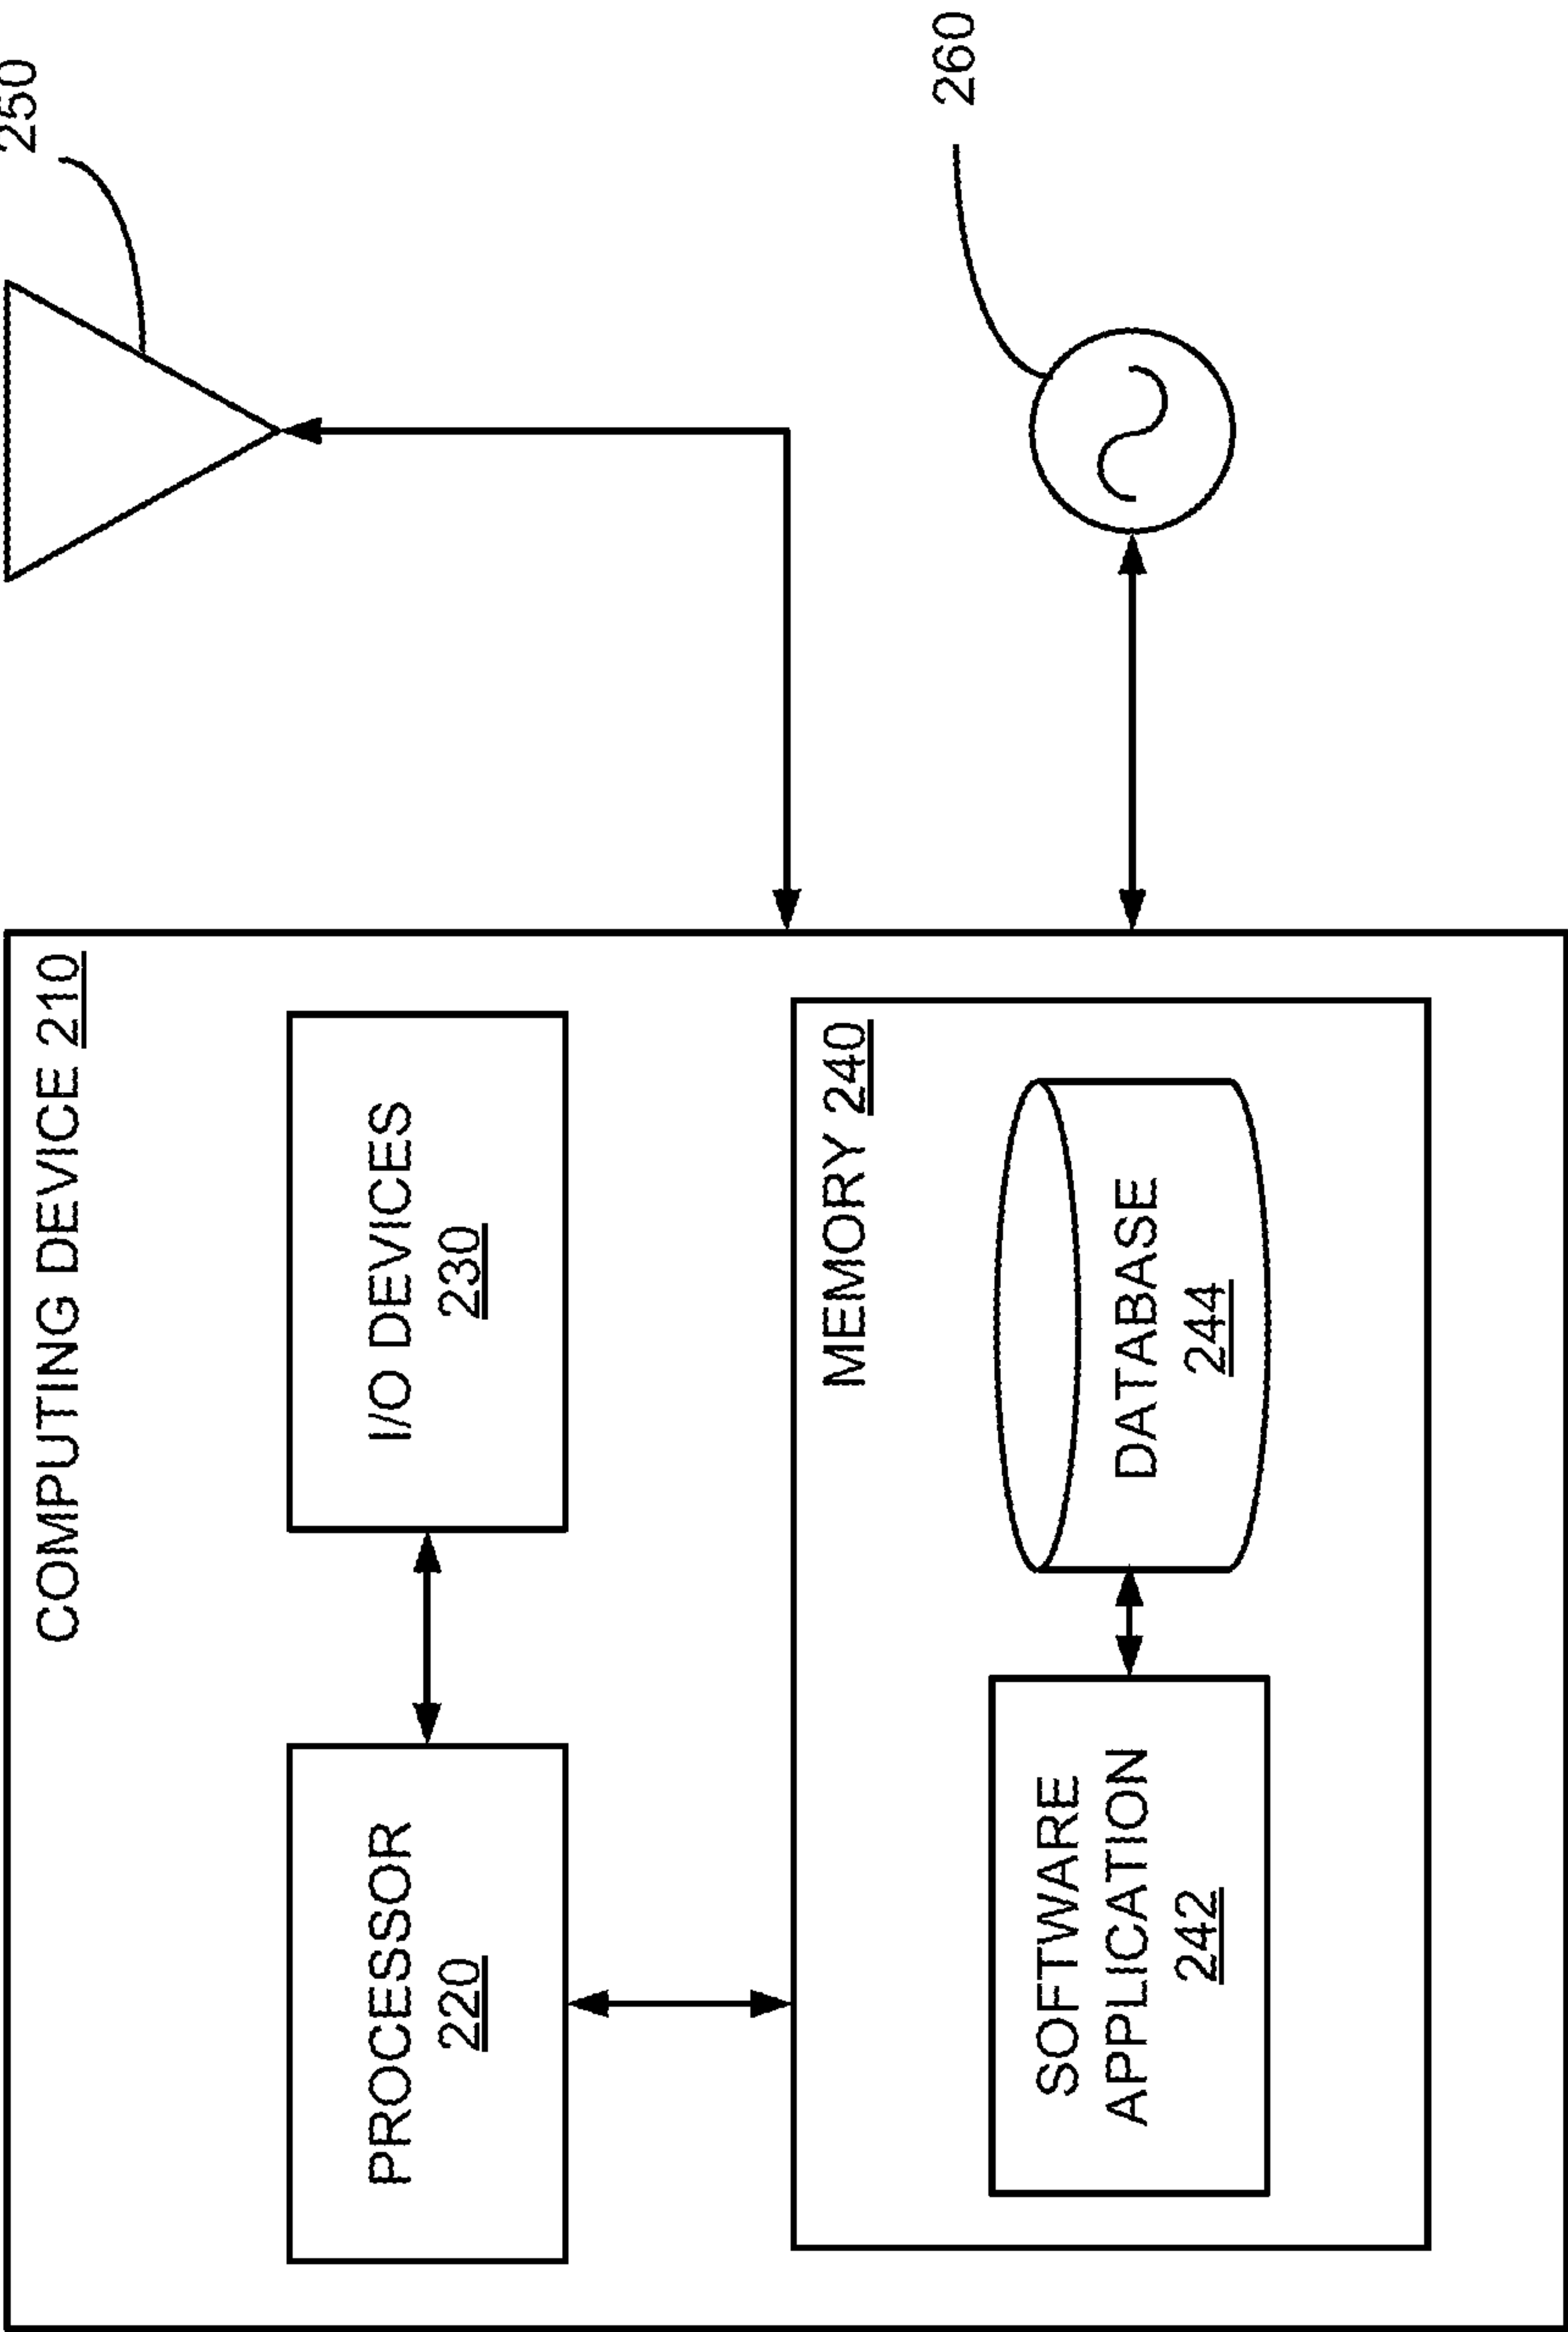 COMPUTING DEVICE 210
PROCESSOR
220
I/O DEVICES
230
MEMORY 240
SOFTWARE
APPLICATION
242
DATABASE
244
250
260